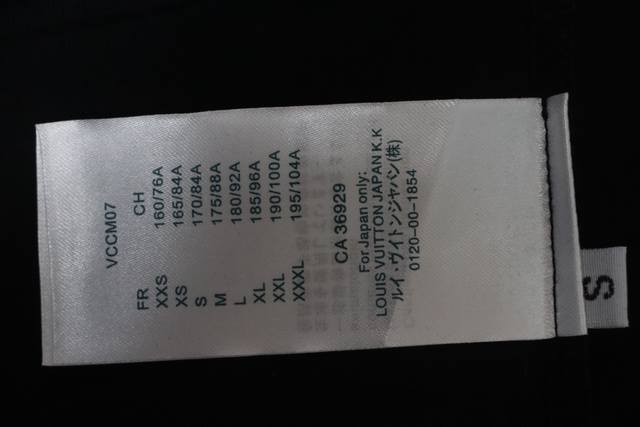 VCCM07
FR CH
XXS 160/76A
XS 165/84A
S 170/84A
M 175/88A
L 180/92A
XL 185/96A
XXL 190/100A
XXXL 195/104A
CA 36929
For Japan only:
LOUIS VUITTON JAPAN K.K
ルイ・ヴィトンジャパン(株)
0120-00-1854
S